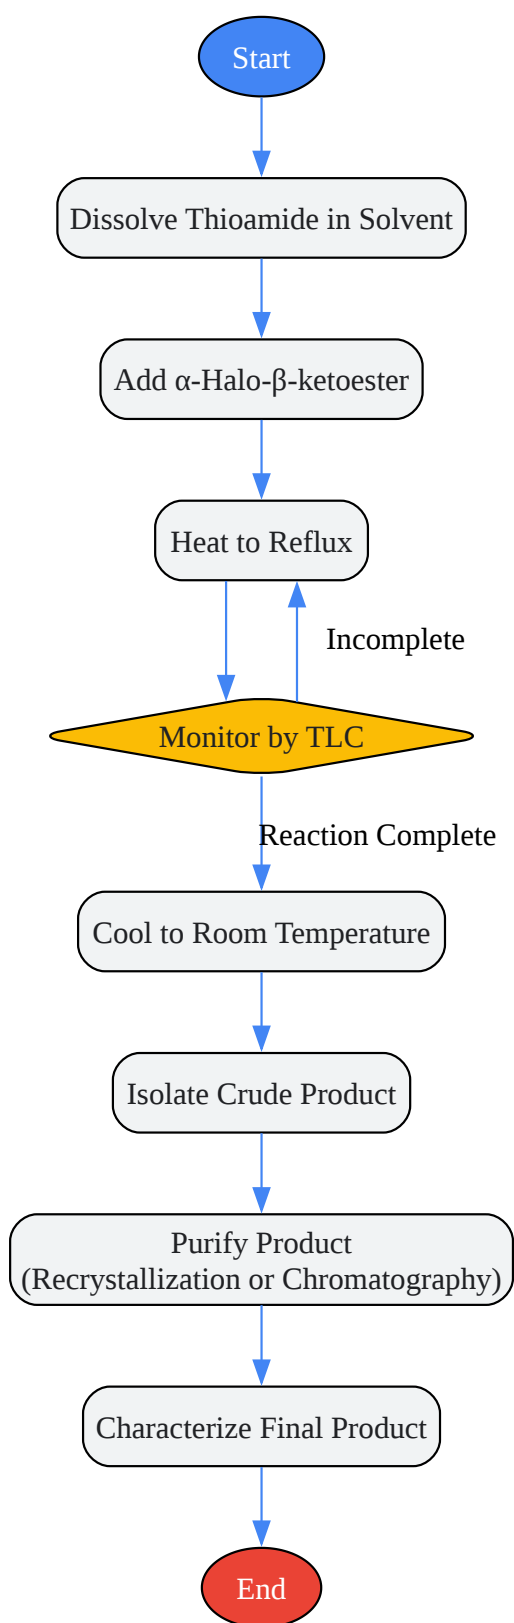 Start
Dissolve Thioamide in Solvent
Add α-Halo-β-ketoester
Heat to Reflux
Incomplete
Monitor by TLC
Reaction Complete
Cool to Room Temperature
Isolate Crude Product
Purify Product
(Recrystallization or Chromatography)
Characterize Final Product
End